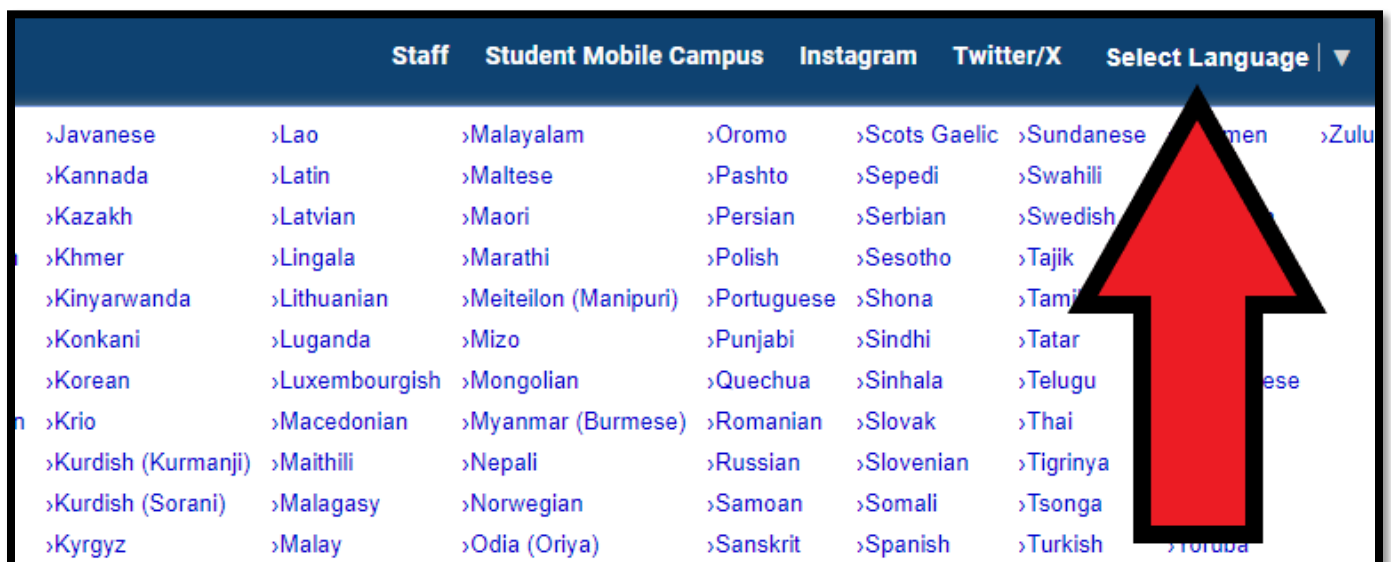 Staff Student Mobile Campus Instagram Twitter/X Select Language | ▼
›Javanese ›Lao ›Malayalam ›Oromo ›Scots Gaelic ›Sundanese ›Zulu
›Kannada ›Latin ›Maltese ›Pashto ›Sepedi ›Swahili
›Kazakh ›Latvian ›Maori ›Persian ›Serbian ›Swedish
›Khmer ›Lingala ›Marathi ›Polish ›Sesotho ›Tajik
›Kinyarwanda ›Lithuanian ›Meiteilon (Manipuri) ›Portuguese ›Shona
›Konkani ›Luganda ›Mizo ›Punjabi ›Sindhi ›Tatar
›Korean ›Luxembourgish ›Mongolian ›Quechua ›Sinhala ›Telugu
›Krio ›Macedonian ›Myanmar (Burmese) ›Romanian ›Slovak ›Thai
›Kurdish (Kurmanji) ›Maithili ›Nepali ›Russian ›Slovenian ›Tigrinya
›Kurdish (Sorani) ›Malagasy ›Norwegian ›Samoan ›Somali ›Tsonga
›Kyrgyz ›Malay ›Odia (Oriya) ›Sanskrit ›Spanish ›Turkish ›Yoruba